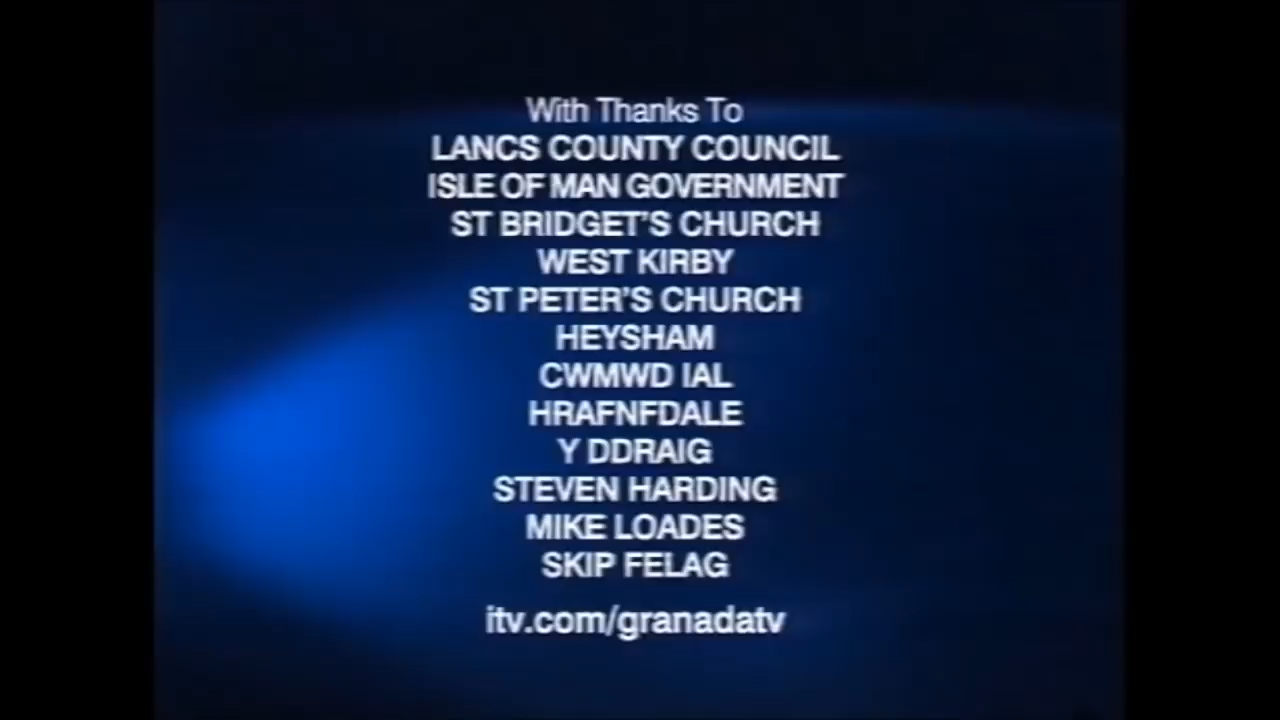 With Thanks To
LANCS COUNTY COUNCIL
ISLE OF MAN GOVERNMENT
ST BRIDGET'S CHURCH
WEST KIRBY
ST PETER'S CHURCH
HEYSHAM
CWMWD IAL
HRAFNFDALE
Y DDRAIG
STEVEN HARDING
MIKE LOADES
SKIP FELAG
itv.com/granadatv